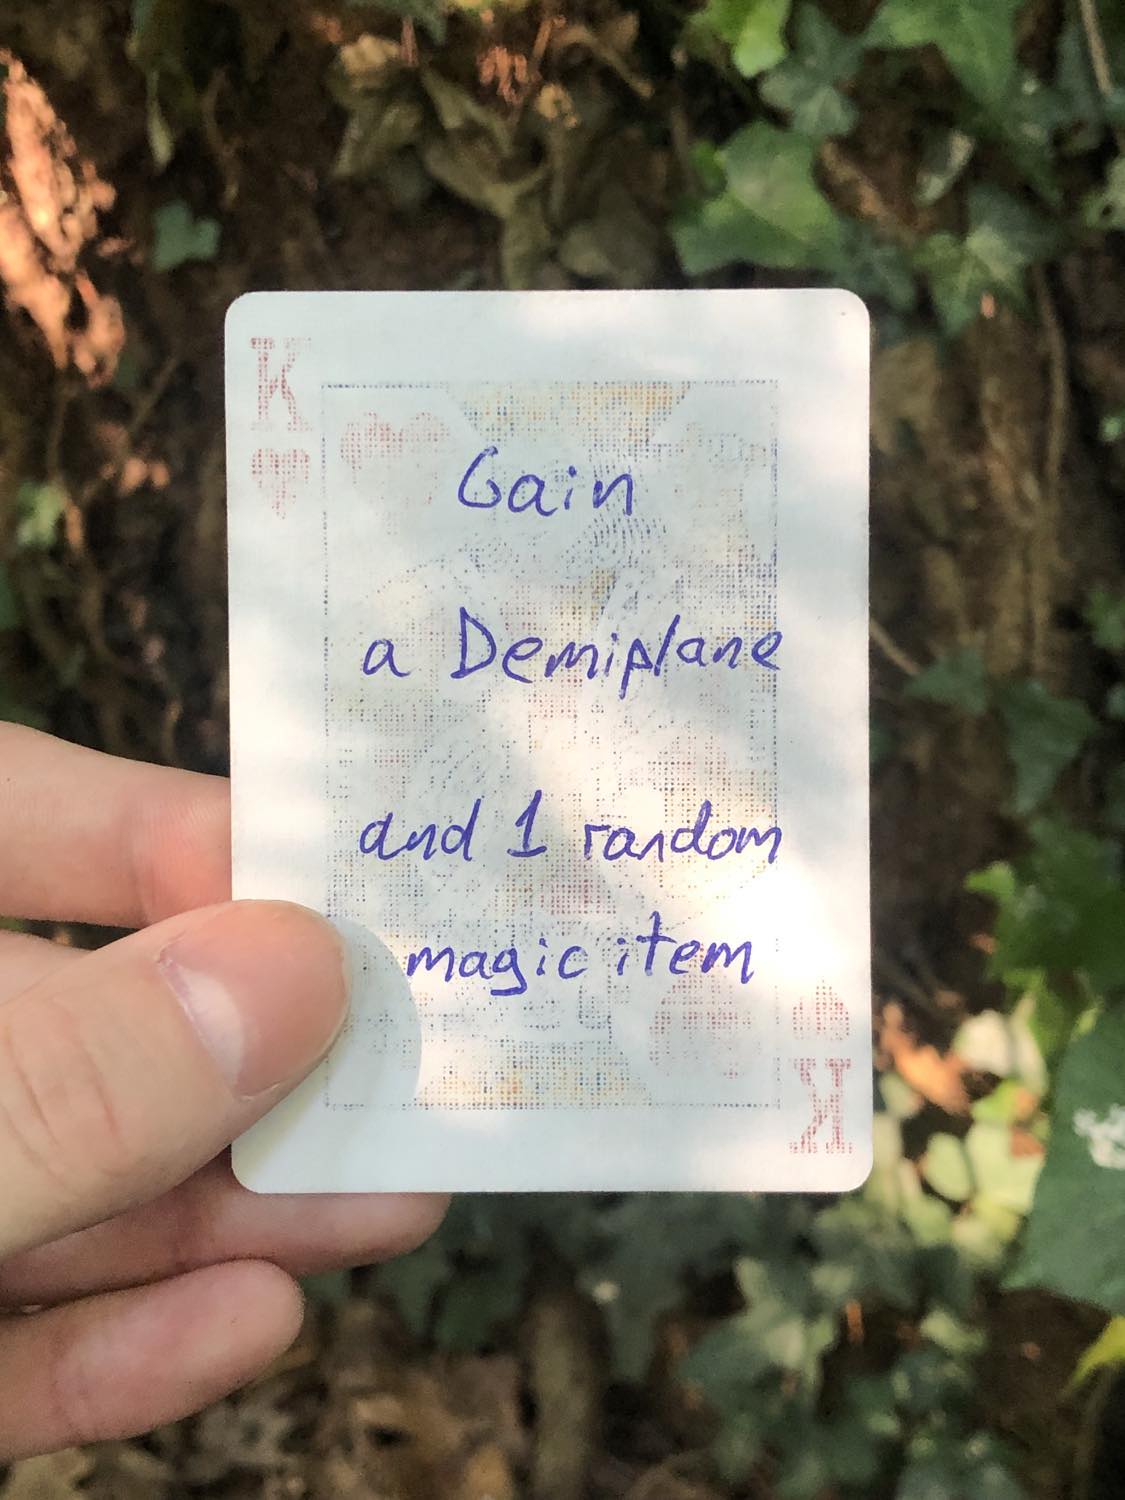 K
Gain
a Demiplane
and 1 random
magic item
K